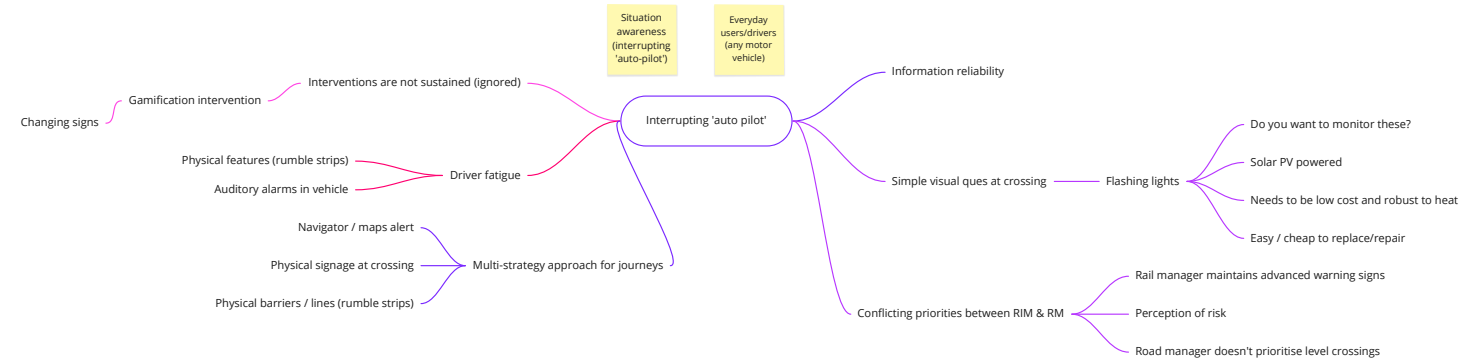 Situation
awareness
(interrupting
'auto-pilot')
Everyday
users/drivers
(any motor
vehicle)
Interrupting 'auto pilot'
Interventions are not sustained (ignored)
Gamification intervention
Changing signs
Driver fatigue
Physical features (rumble strips)
Auditory alarms in vehicle
Multi-strategy approach for journeys
Navigator / maps alert
Physical signage at crossing
Physical barriers / lines (rumble strips)
Information reliability
Simple visual ques at crossing
Flashing lights
Do you want to monitor these?
Solar PV powered
Needs to be low cost and robust to heat
Easy / cheap to replace/repair
Conflicting priorities between RIM & RM
Rail manager maintains advanced warning signs
Perception of risk
Road manager doesn't prioritise level crossings